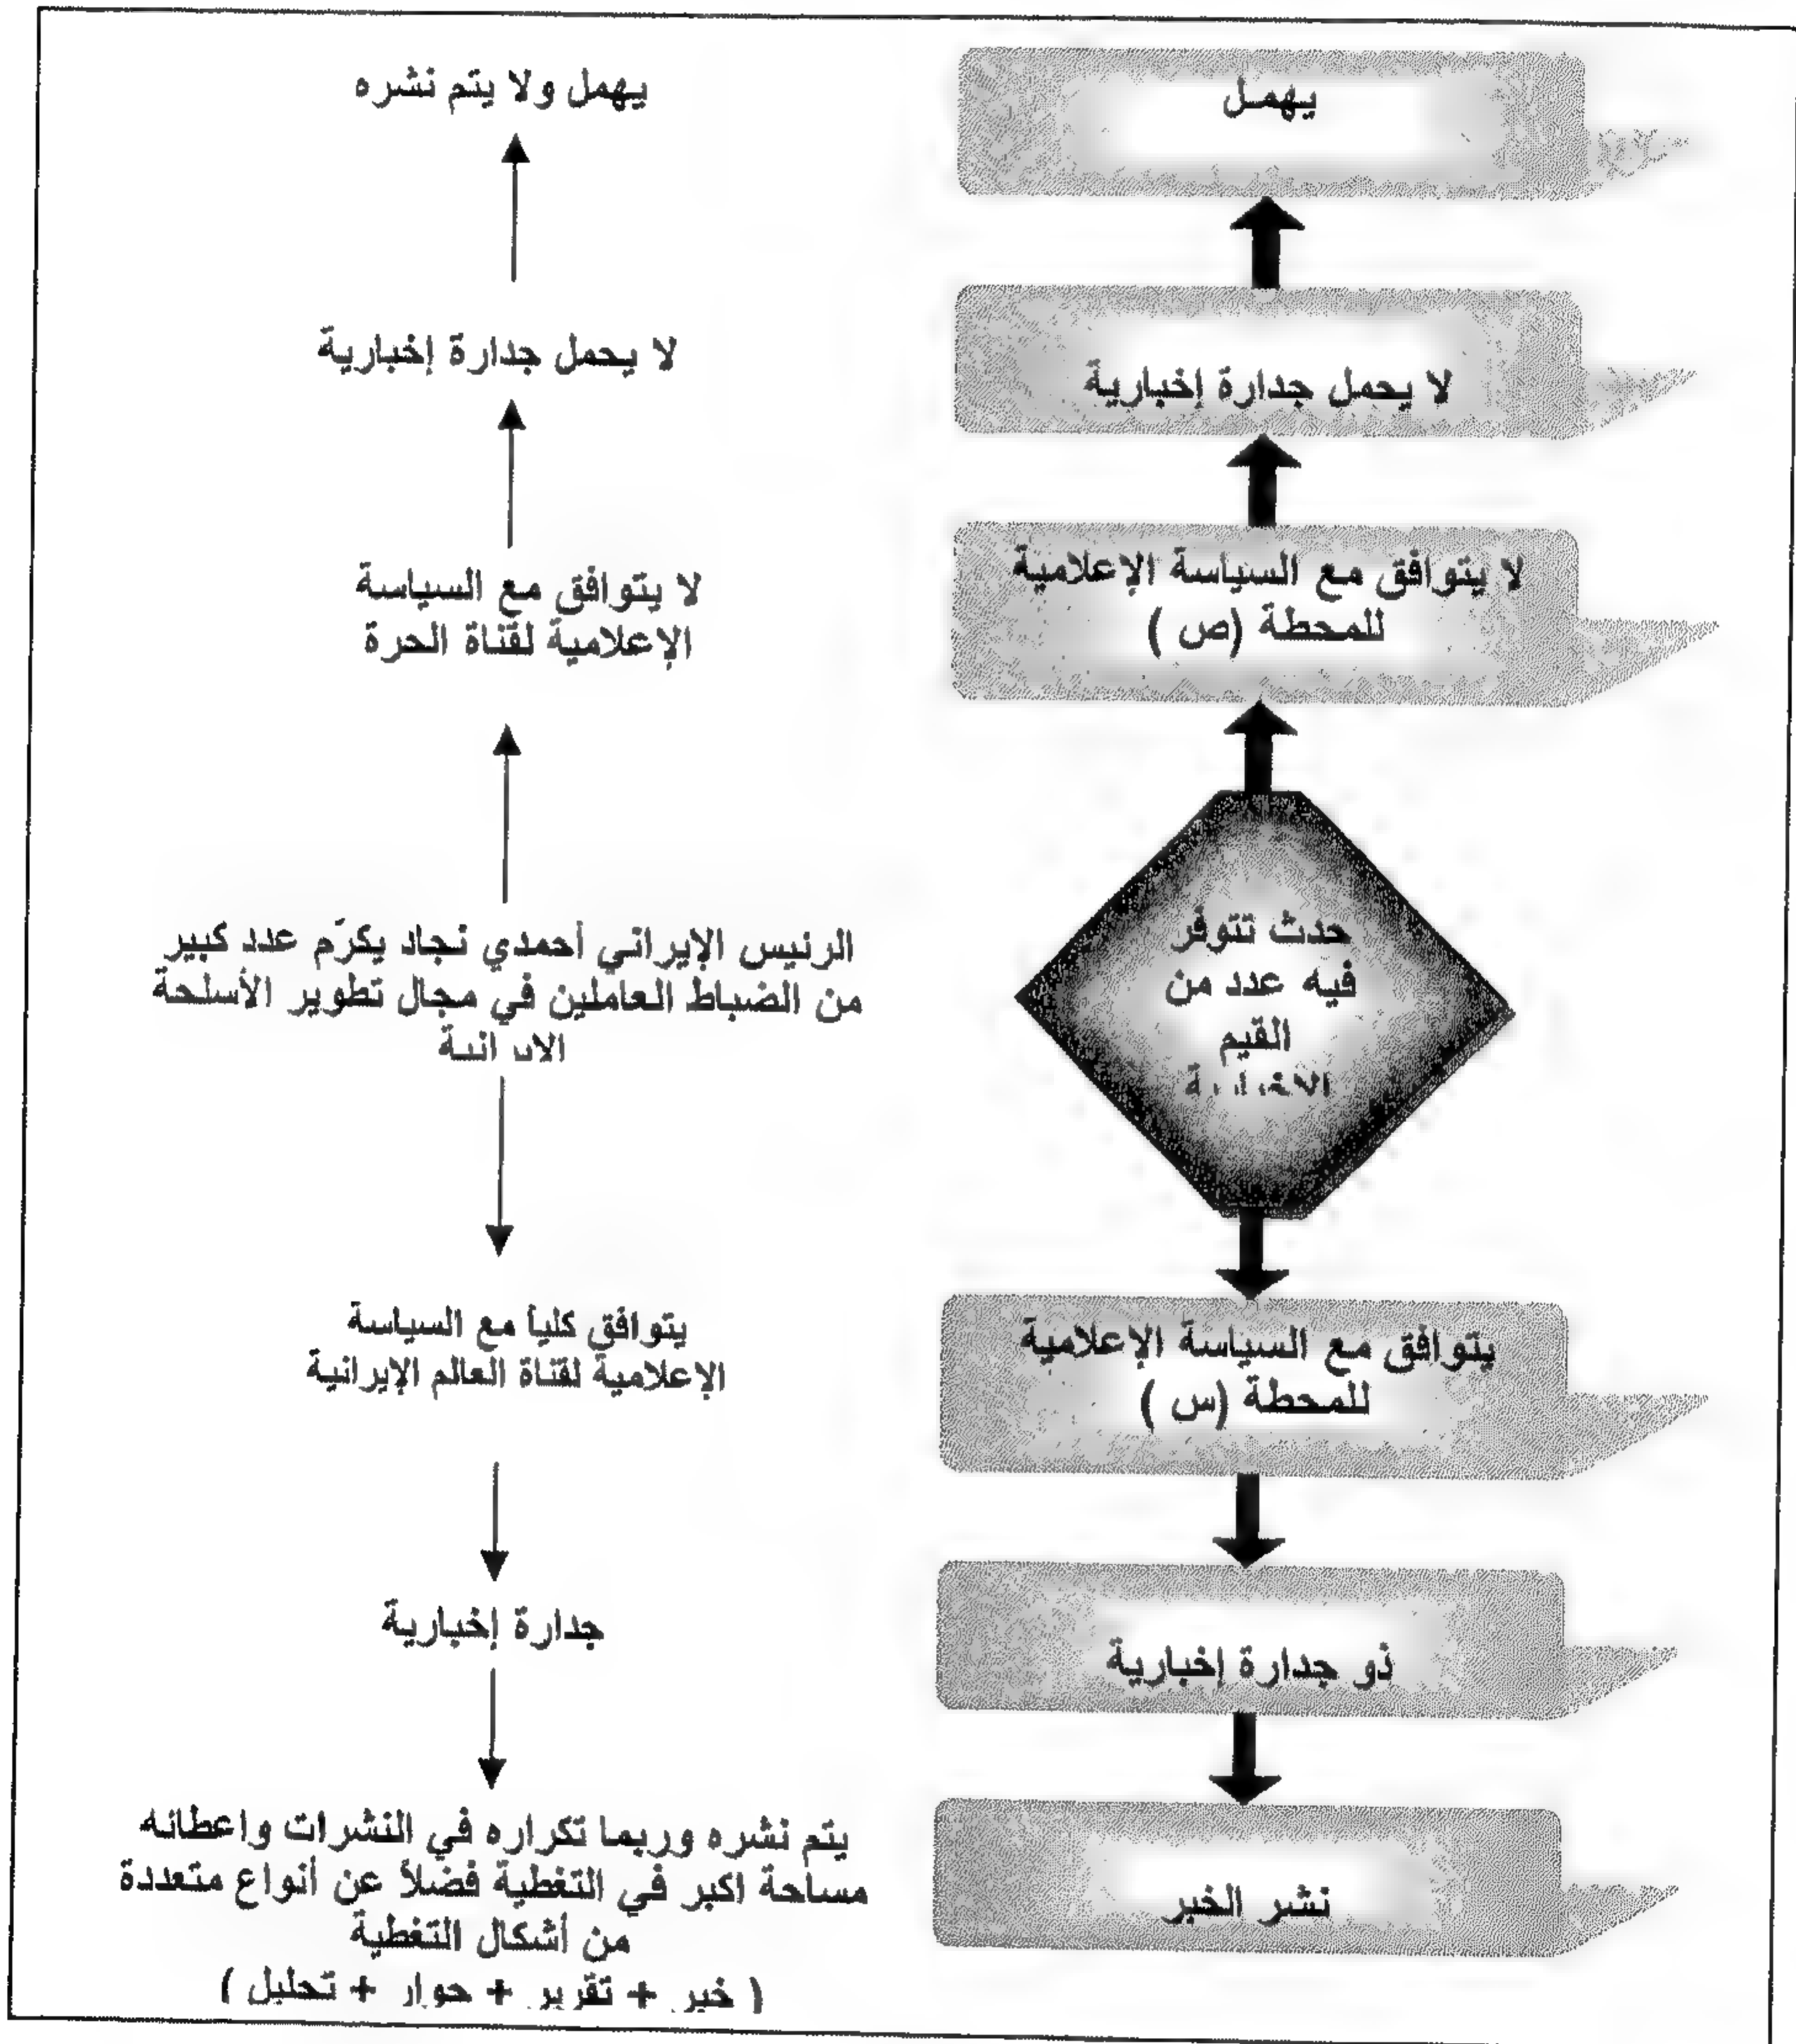 يهمل
لا يحمل جدارة إخبارية
لا يتوافق مع السياسة الإعلامية
للمحطة (ص )
حدث تتوفر
فيه عدد من
القيم
يتوافق مع السياسة الإعلامية
للمحطة (س )
ذو جدارة إخبارية
نشر الخبر
يهمل ولا يتم نشره
لا يحمل جدارة إخبارية
لا يتوافق مع السياسة
الإعلامية لقناة الحرة
الرئيس الإيراني أحمدي نجاد يكرّم عدد كبير
من الضباط العاملين في مجال تطوير الأسلحة
الايرانية
يتوافق كلياً مع السياسة
الإعلامية لقناة العالم الإيرانية
جدارة إخبارية
يتم نشره وربما تكراره في النشرات واعطائه
مساحة اكبر في التغطية فضلاً عن أنواع متعددة
من أشكال التغطية
( خبر + تقرير + حوار + تحليل )